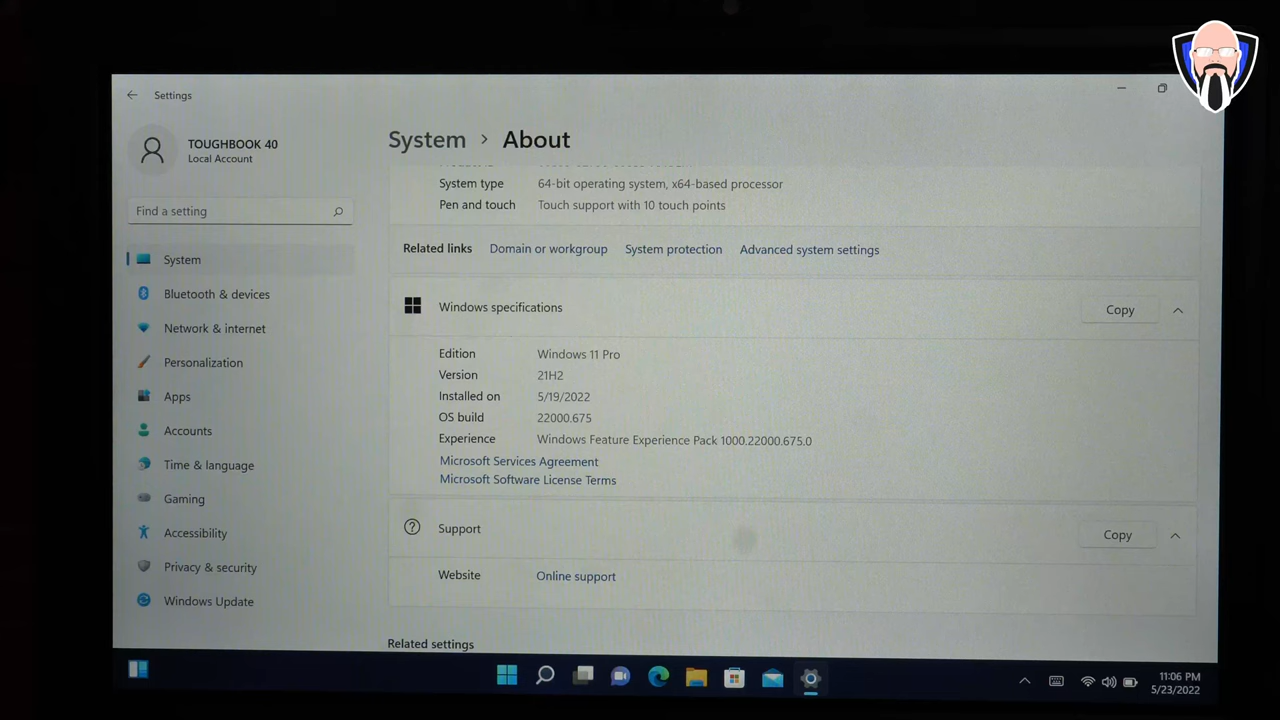 Settings
TOUGHBOOK 40
Local Account
Find a setting
System
Bluetooth & devices
Network & internet
Personalization
Apps
Accounts
Time & language
Gaming
Accessibility
Privacy & security
Windows Update
System > About
System type 64-bit operating system, x64-based processor
Pen and touch Touch support with 10 touch points
Related links Domain or workgroup System protection Advanced system settings
Windows specifications Copy
Edition Windows 11 Pro
Version 21H2
Installed on 5/19/2022
OS build 22000.675
Experience Windows Feature Experience Pack 1000.22000.675.0
Microsoft Services Agreement
Microsoft Software License Terms
Support Copy
Website Online support
Related settings
11:06 PM
5/23/2022